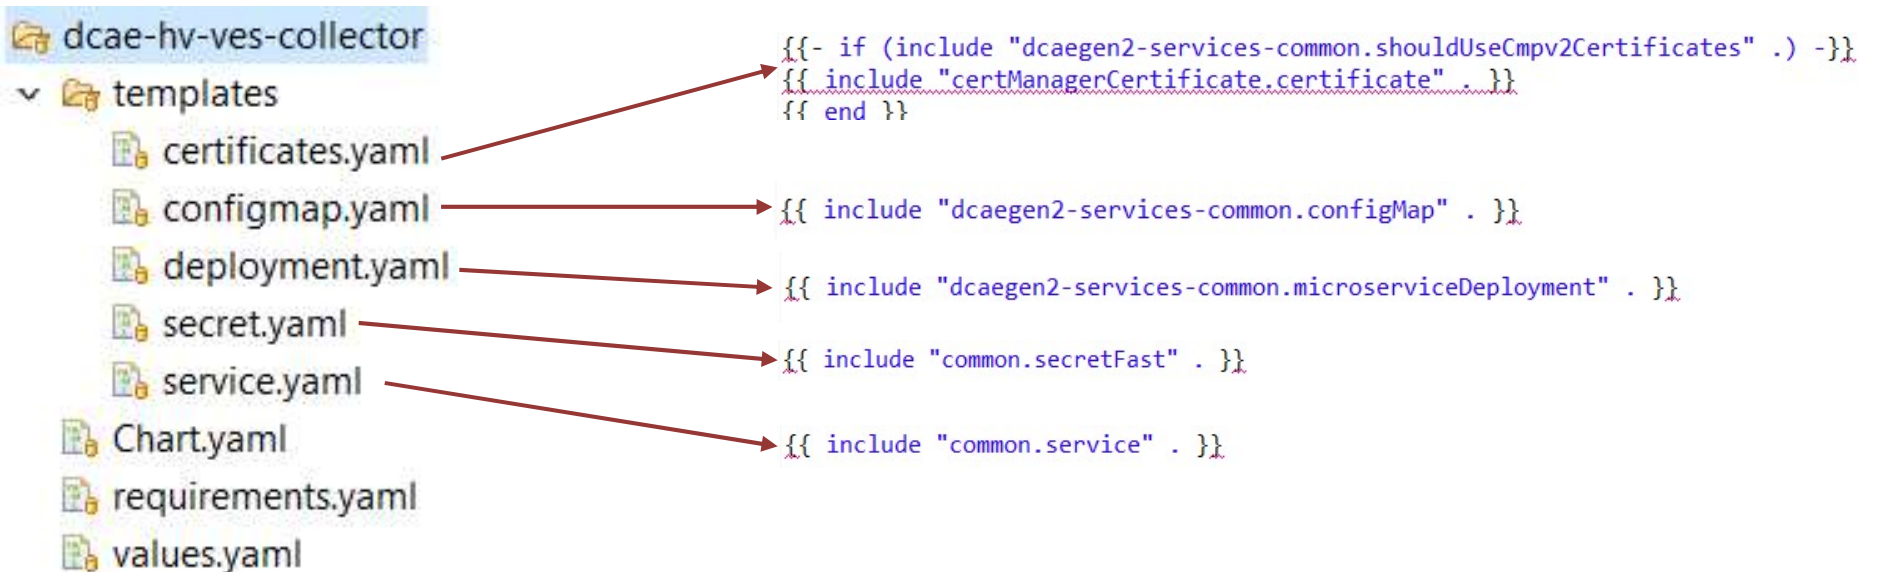 dcae-hv-ves-collector
templates
certificates.yaml
configmap.yaml
deployment.yaml
secret.yaml
service.yaml
Chart.yaml
requirements.yaml
values.yaml
{{- if (include "dcaegen2-services-common.shouldUseCmpv2Certificates" .) -}}
{{ include "certManagerCertificate.certificate" . }}
{{ end }}
{{ include "dcaegen2-services-common.configMap" . }}
{{ include "dcaegen2-services-common.microserviceDeployment" . }}
{{ include "common.secretFast" . }}
{{ include "common.service" . }}